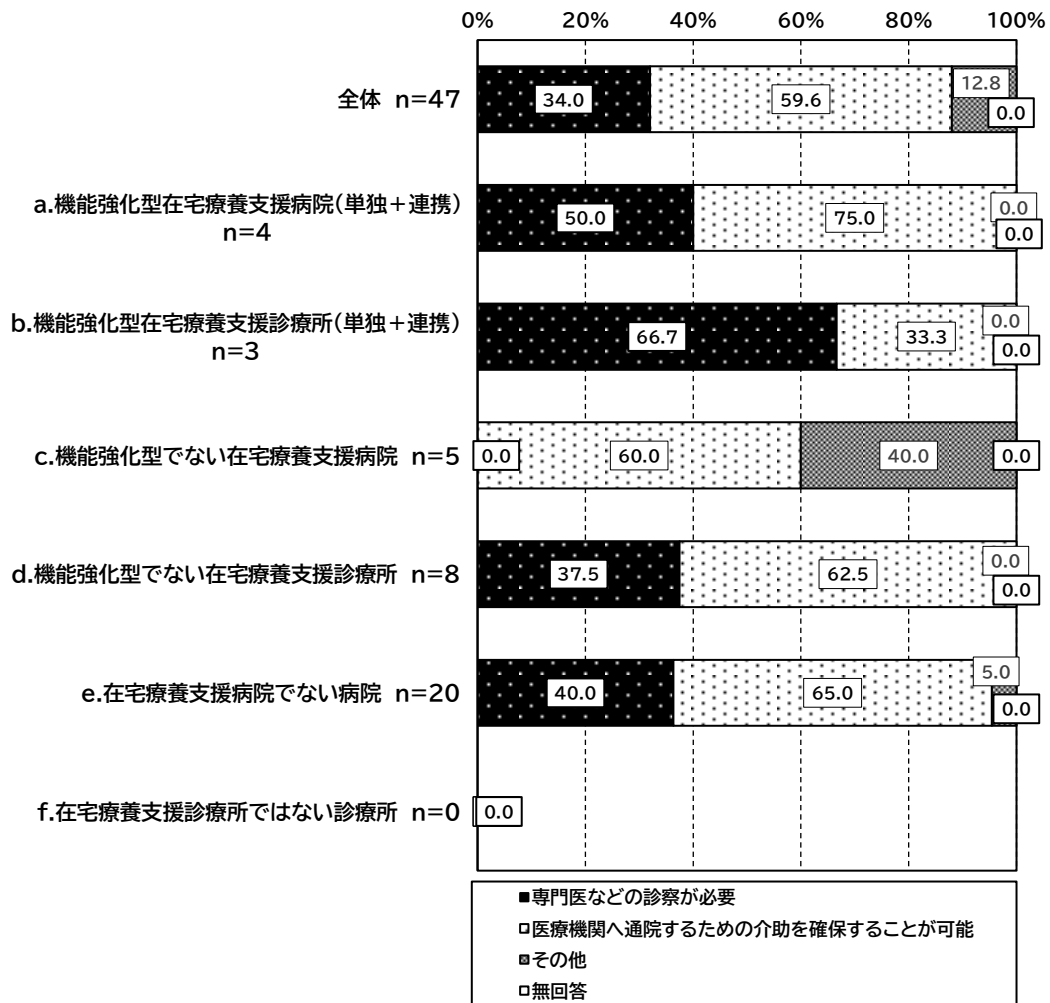 0% 20% 40% 60% 80% 100%
全体 n=47
34.0 59.6 12.8 0.0
a.機能強化型在宅療養支援病院(単独+連携)
n=4
50.0 75.0 0.0 0.0
b.機能強化型在宅療養支援診療所(単独+連携)
n=3
66.7 33.3 0.0 0.0
c.機能強化型でない在宅療養支援病院 n=5
0.0 60.0 40.0 0.0
d.機能強化型でない在宅療養支援診療所 n=8
37.5 62.5 0.0 0.0
e.在宅療養支援病院でない病院 n=20
40.0 65.0 5.0 0.0
f.在宅療養支援診療所ではない診療所 n=0
0.0
専門医などの診察が必要
医療機関へ通院するための介助を確保することが可能
その他
無回答